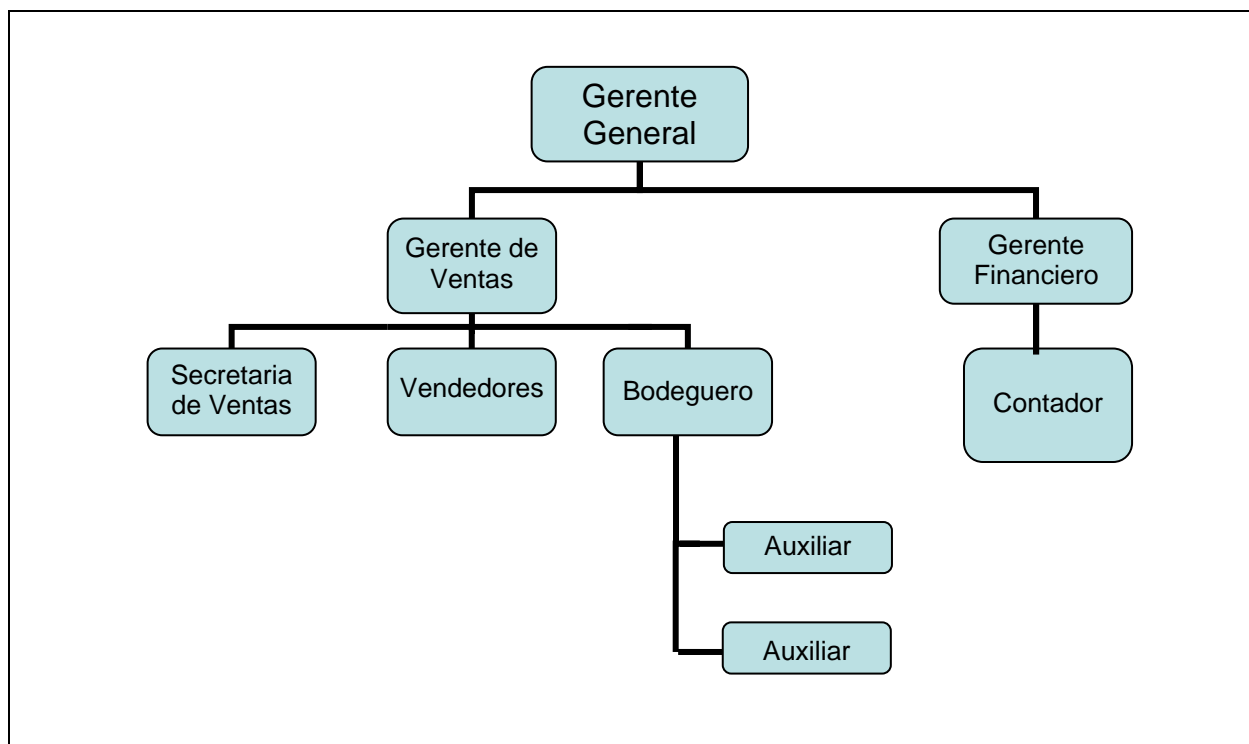 Gerente
General
Gerente de
Ventas
Gerente
Financiero
Secretaria
de Ventas
Vendedores
Bodeguero
Contador
Auxiliar
Auxiliar